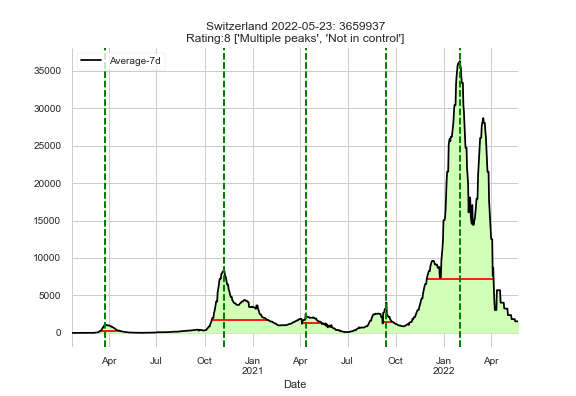 Switzerland 2022-05-23: 3659937
Rating:8 ['Multiple peaks', 'Not in control']
Average-7d
35000
30000
25000
20000
15000
10000
5000
0
Apr Jul Oct Jan Apr Jul Oct Jan Apr
2021 2022
Date